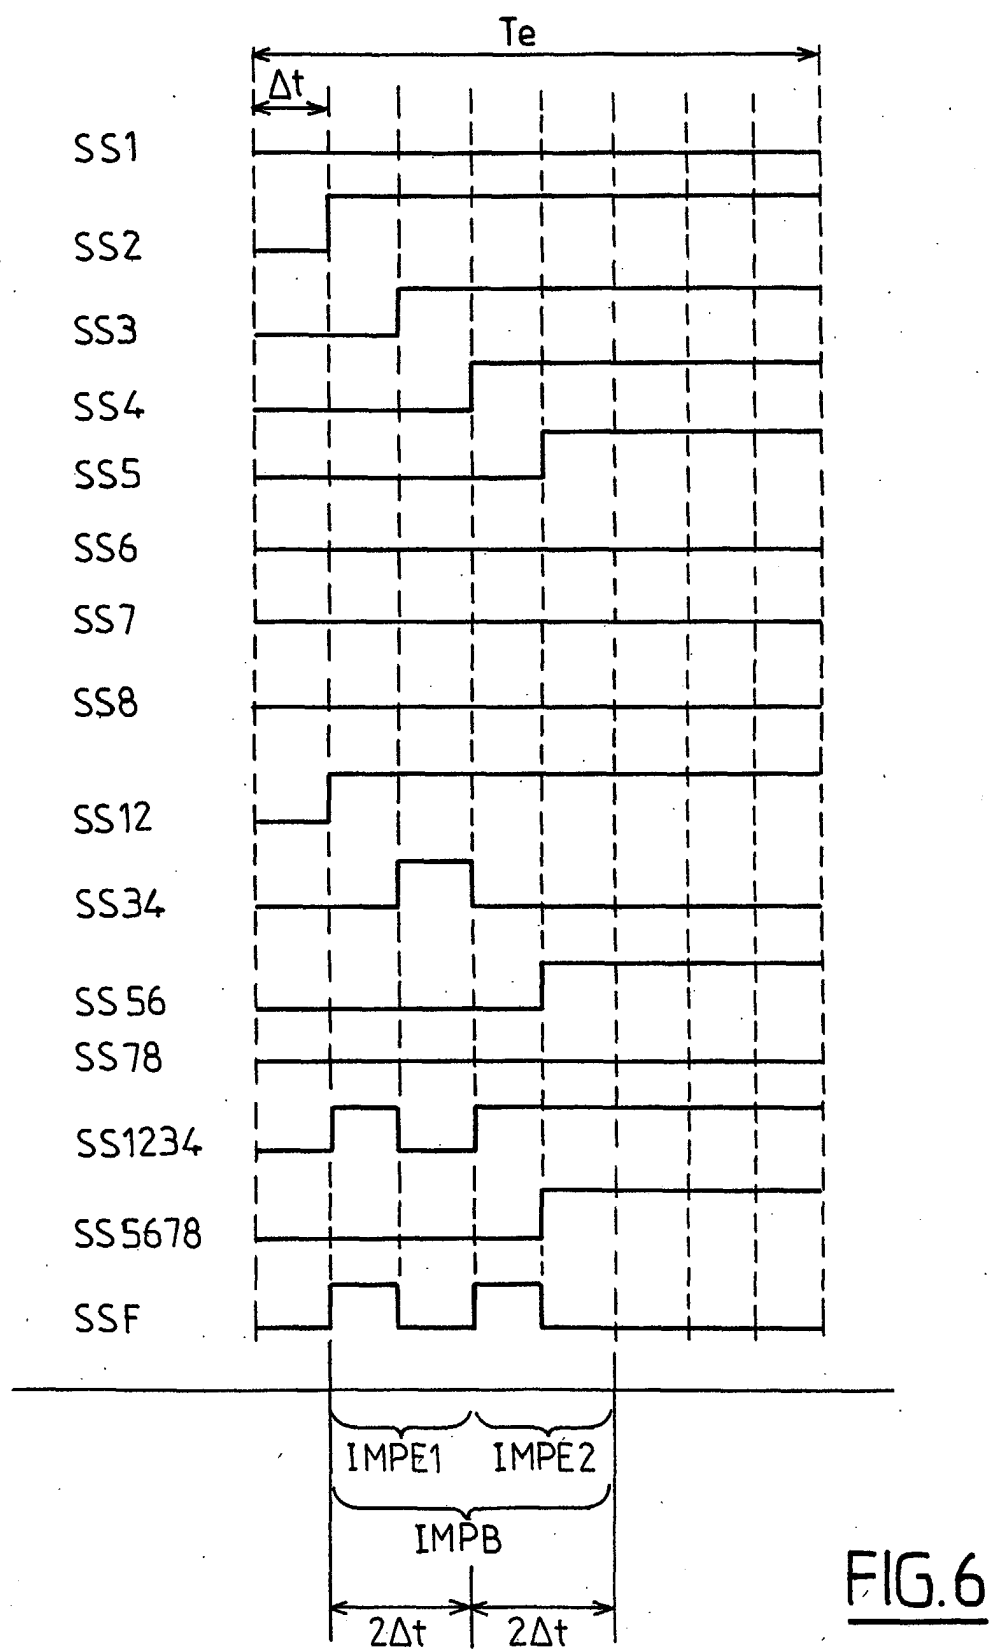 Te
Δt
SS1
SS2
SS3
SS4
SS5
SS6
SS7
SS8
SS12
SS34
SS56
SS78
SS1234
SS5678
SSF
IMPE1 IMPE2
IMPB
2Δt 2Δt
FIG.6